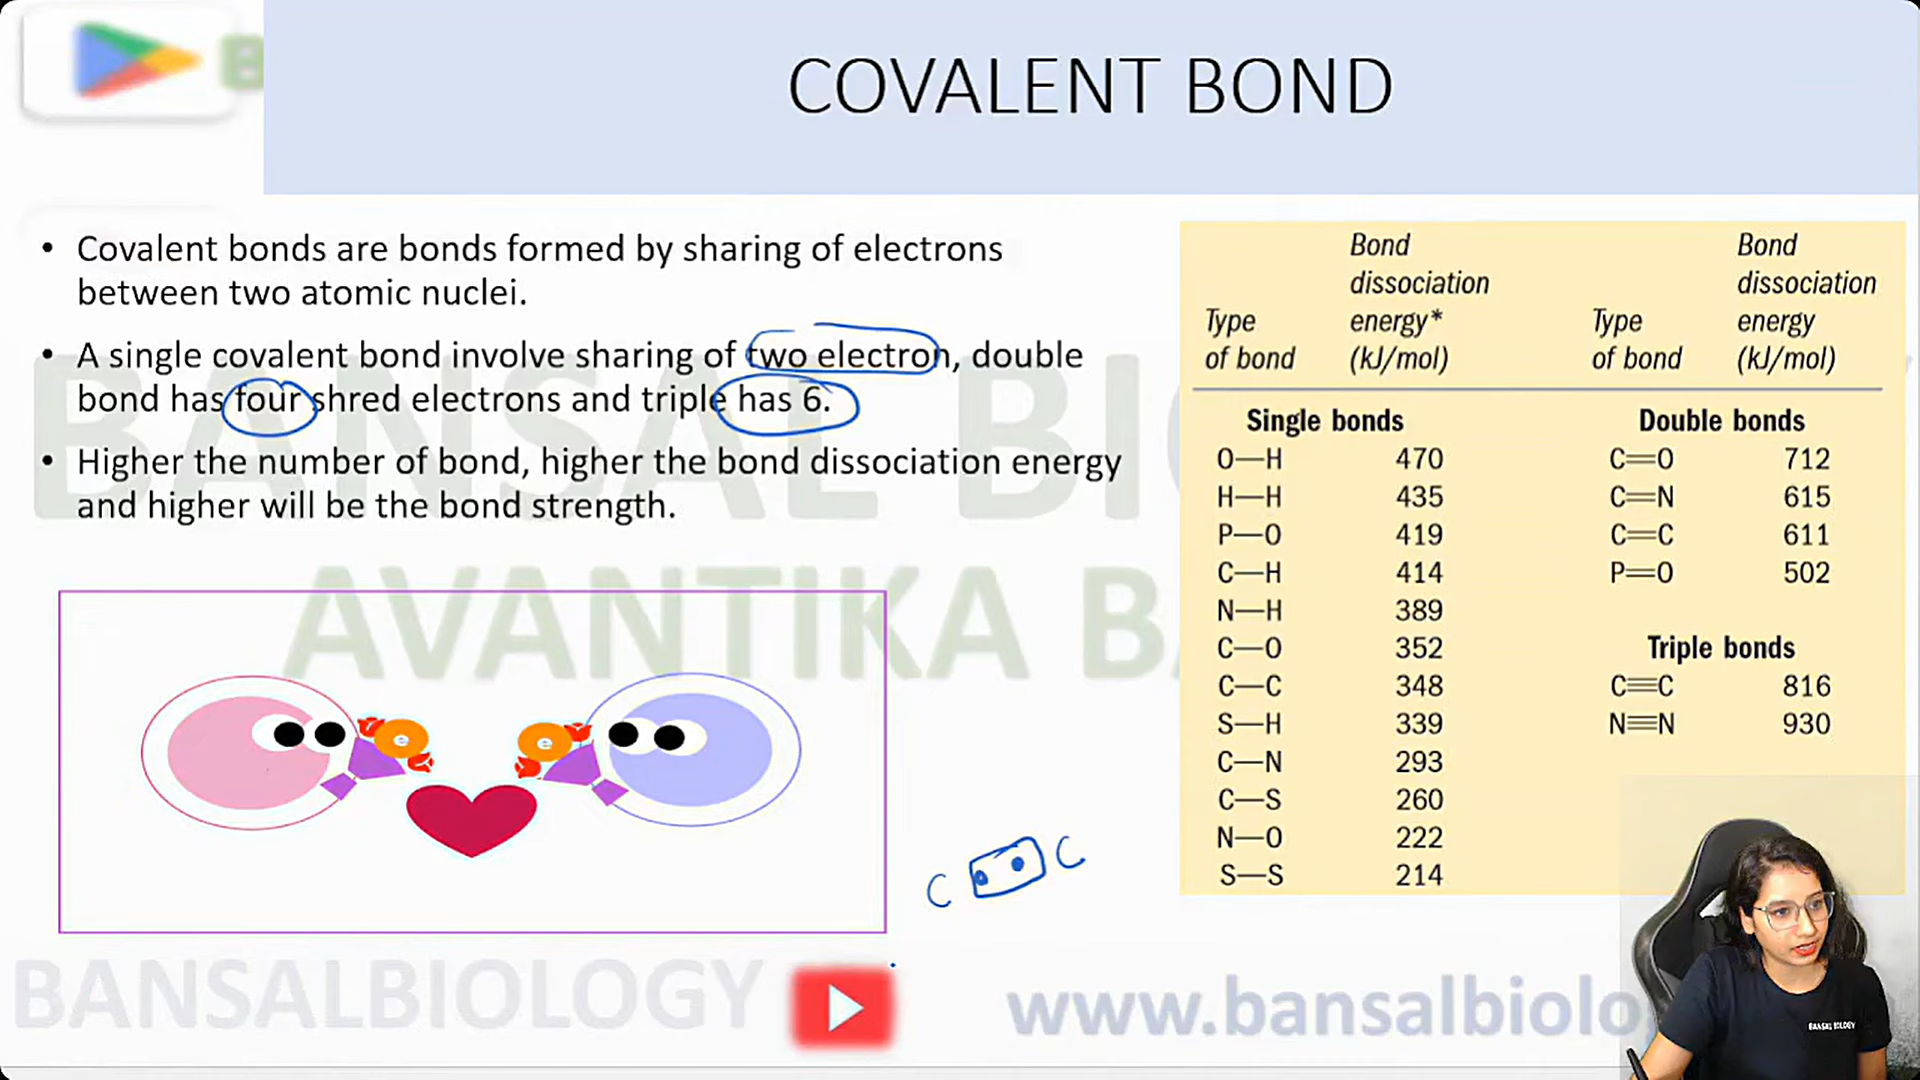 COVALENT BOND
• Covalent bonds are bonds formed by sharing of electrons
between two atomic nuclei.
• A single covalent bond involve sharing of two electron, double
bond has four shred electrons and triple has 6.
• Higher the number of bond, higher the bond dissociation energy
and higher will be the bond strength.
Type of bond Bond dissociation energy* (kJ/mol) Type of bond Bond dissociation energy (kJ/mol)
Single bonds Double bonds
O—H 470 C=O 712
H—H 435 C=N 615
P—O 419 C=C 611
C—H 414 P=O 502
N—H 389
C—O 352 Triple bonds
C—C 348 C≡C 816
S—H 339 N≡N 930
C—N 293
C—S 260
N—O 222
S—S 214
e e
C C
BANSAL BI
AVANTIKA BA
BANSALBIOLOGY
www.bansalbiolo
BANSAL BIOLOGY